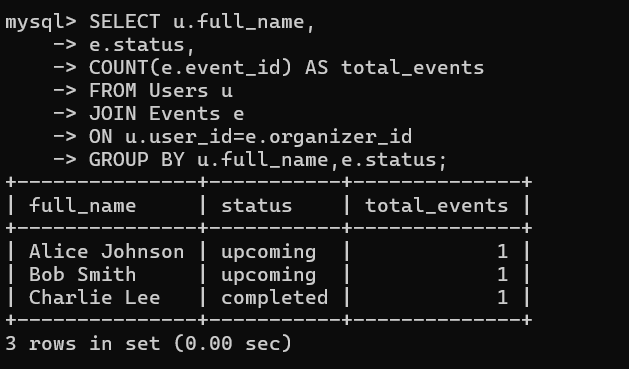 mysql> SELECT u.full_name,
    -> e.status,
    -> COUNT(e.event_id) AS total_events
    -> FROM Users u
    -> JOIN Events e
    -> ON u.user_id=e.organizer_id
    -> GROUP BY u.full_name,e.status;
+---------------+-----------+--------------+
| full_name     | status    | total_events |
+---------------+-----------+--------------+
| Alice Johnson | upcoming  |            1 |
| Bob Smith     | upcoming  |            1 |
| Charlie Lee   | completed |            1 |
+---------------+-----------+--------------+
3 rows in set (0.00 sec)